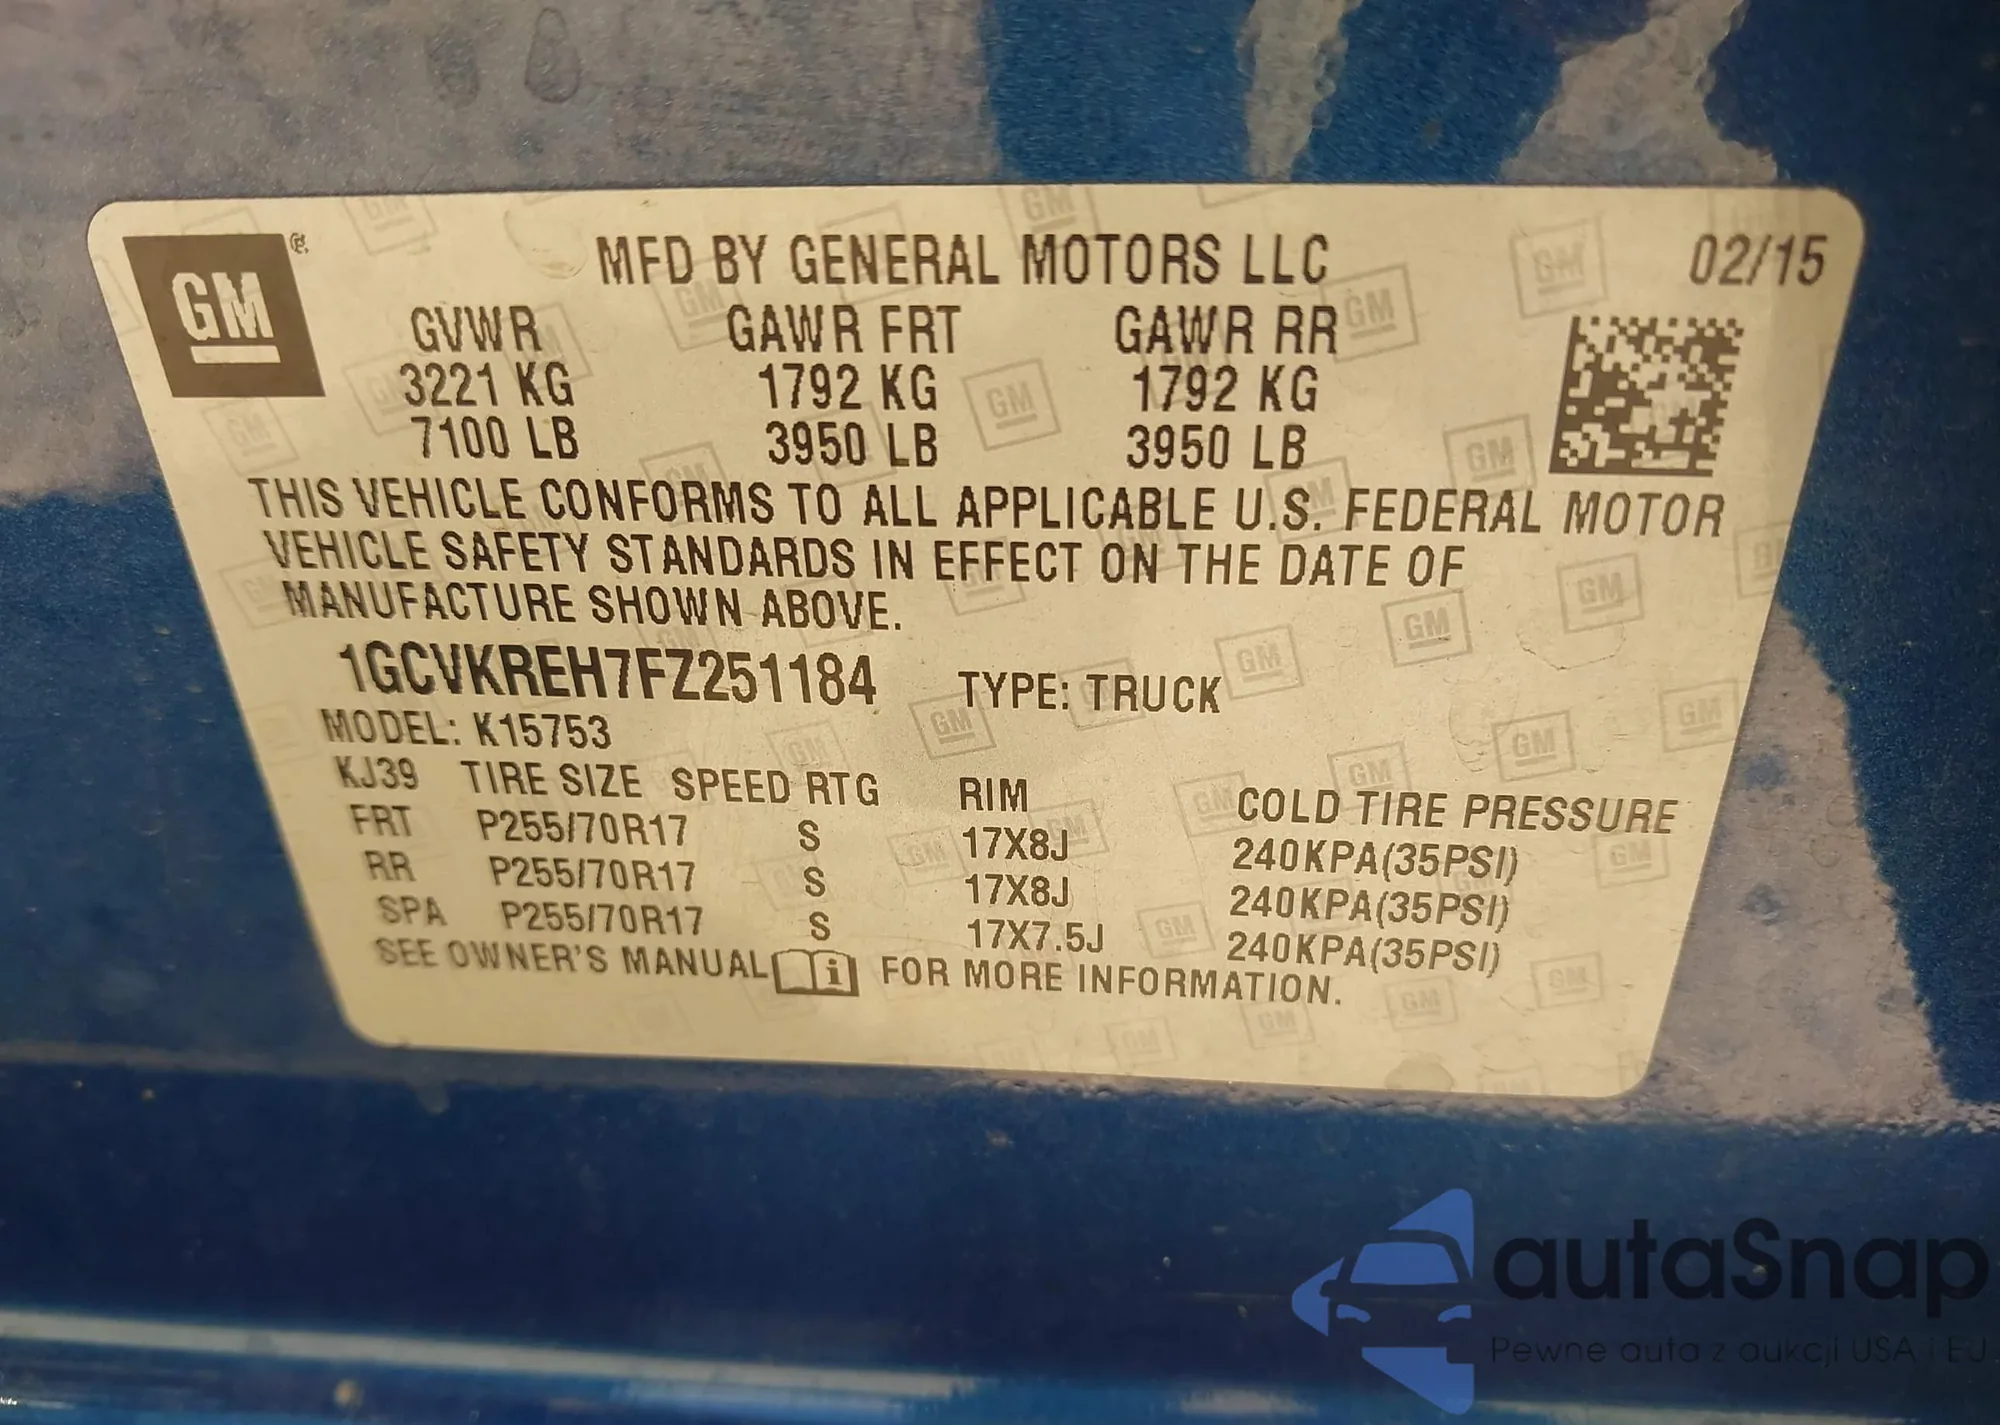 GM
MFD BY GENERAL MOTORS LLC 02/15
GVWR GAWR FRT GAWR RR
3221 KG 1792 KG 1792 KG
7100 LB 3950 LB 3950 LB
THIS VEHICLE CONFORMS TO ALL APPLICABLE U.S. FEDERAL MOTOR
VEHICLE SAFETY STANDARDS IN EFFECT ON THE DATE OF
MANUFACTURE SHOWN ABOVE.
1GCVKREH7FZ251184 TYPE: TRUCK
MODEL: K15753
KJ39 TIRE SIZE SPEED RTG RIM COLD TIRE PRESSURE
FRT P255/70R17 S 17X8J 240KPA(35PSI)
RR P255/70R17 S 17X8J 240KPA(35PSI)
SPA P255/70R17 S 17X7.5J 240KPA(35PSI)
SEE OWNER'S MANUAL i FOR MORE INFORMATION.
autaSnap
Pewne auta z aukcji USA i EU